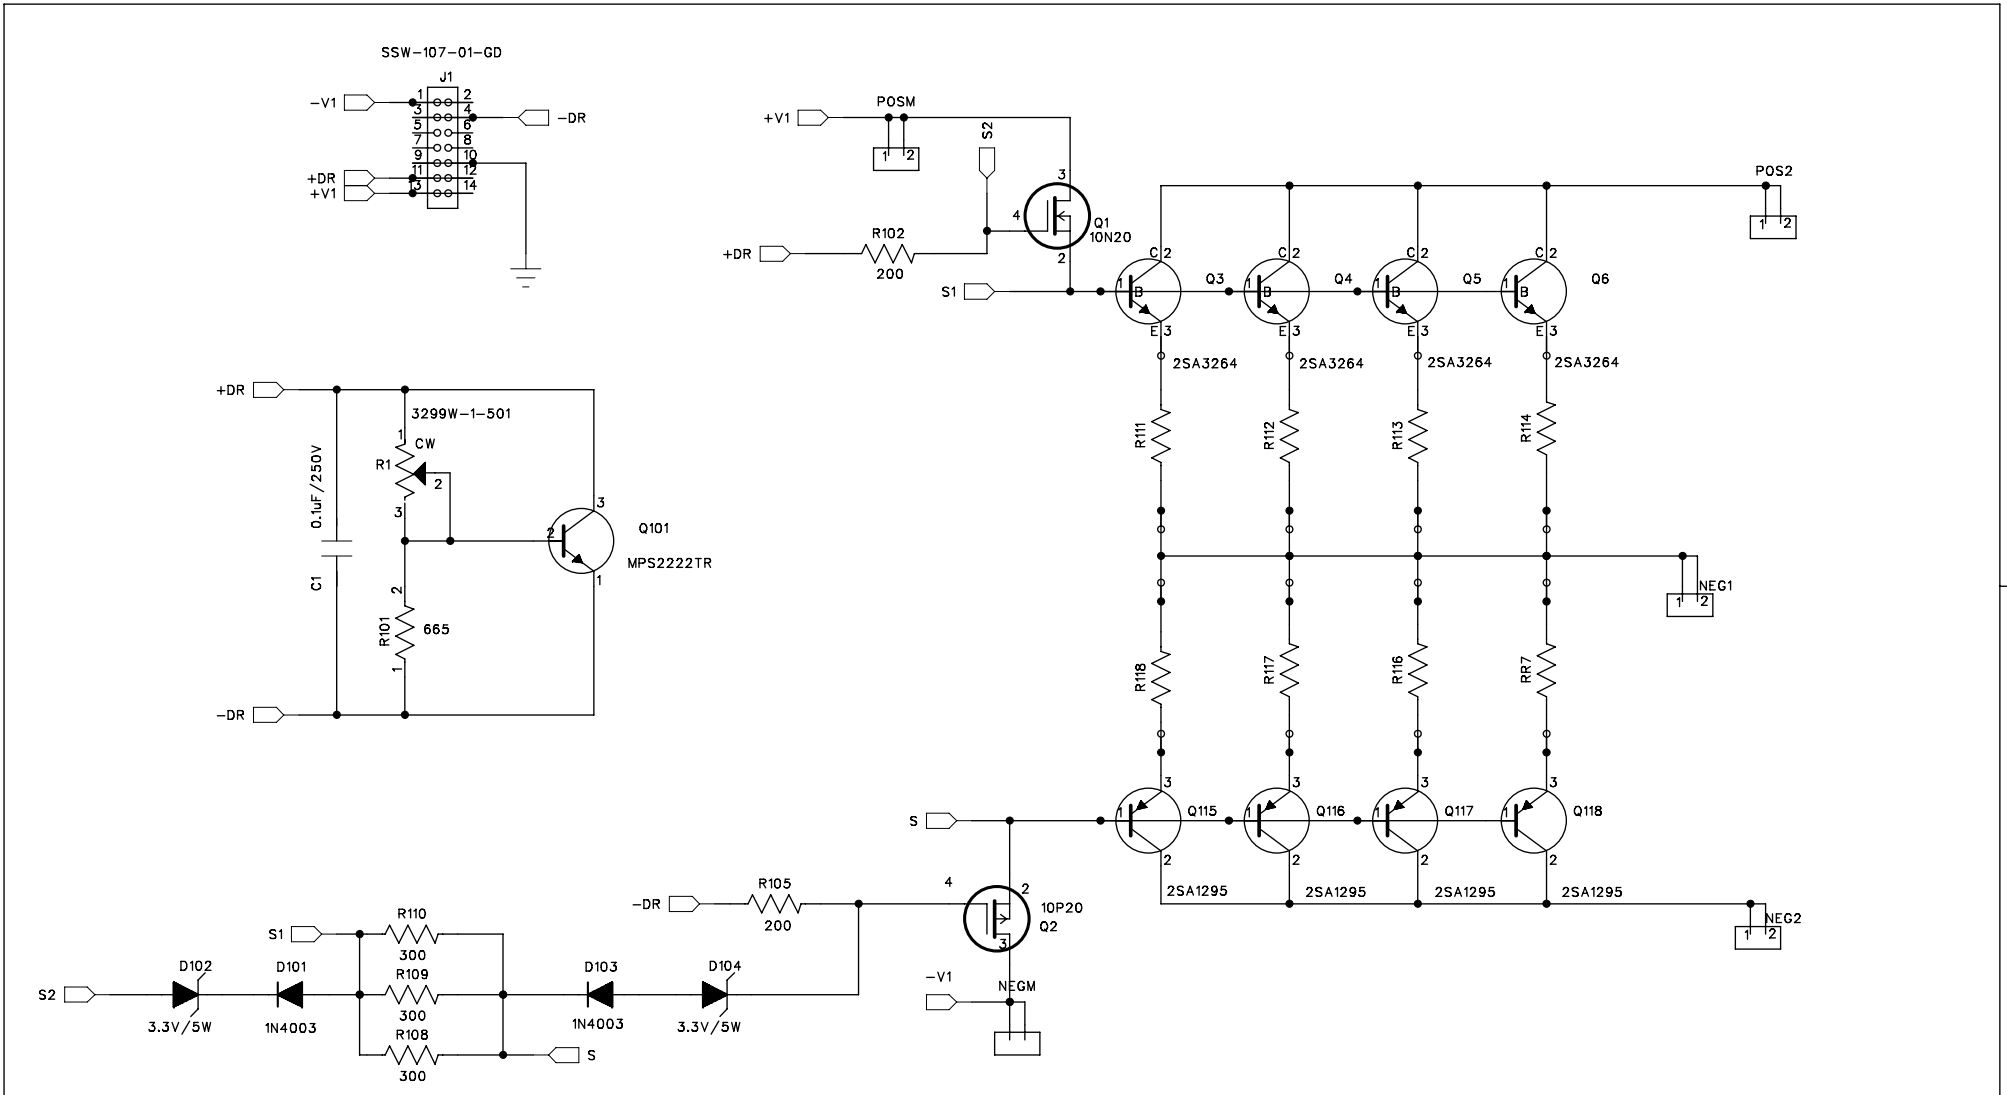 SSW-107-01-GD
J1
-V1 1 2
3 4 -DR
5 6
7 8
9 10
+DR 11 12
+V1 13 14
POSM
+V1
1 2
S2
3
4
Q1
10N20
2
+DR R102
200
S1
POS2
1 2
C 2 C 2 C 2 C 2
1 B Q3 1 B Q4 1 B Q5 1 B Q6
E 3 E 3 E 3 E 3
2SA3264 2SA3264 2SA3264 2SA3264
R111 R112 R113 R114
NEG1
1 2
R118 R117 R116 RR7
3 3 3 3
S 1 Q115 1 Q116 1 Q117 1 Q118
2 2 2 2
2SA1295 2SA1295 2SA1295 2SA1295
NEG2
1 2
+DR
3299W-1-501
1 CW
R1
2
3
0.1uF/250V
C1
3
2
Q101
MPS2222TR
1
2
R101 665
1
-DR
-DR R105
200
4 2
10P20
Q2
3
-V1
NEGM
S1 R110
300
D102 D101 R109 D103 D104
S2
3.3V/5W 1N4003 300 1N4003 3.3V/5W
R108
S
300